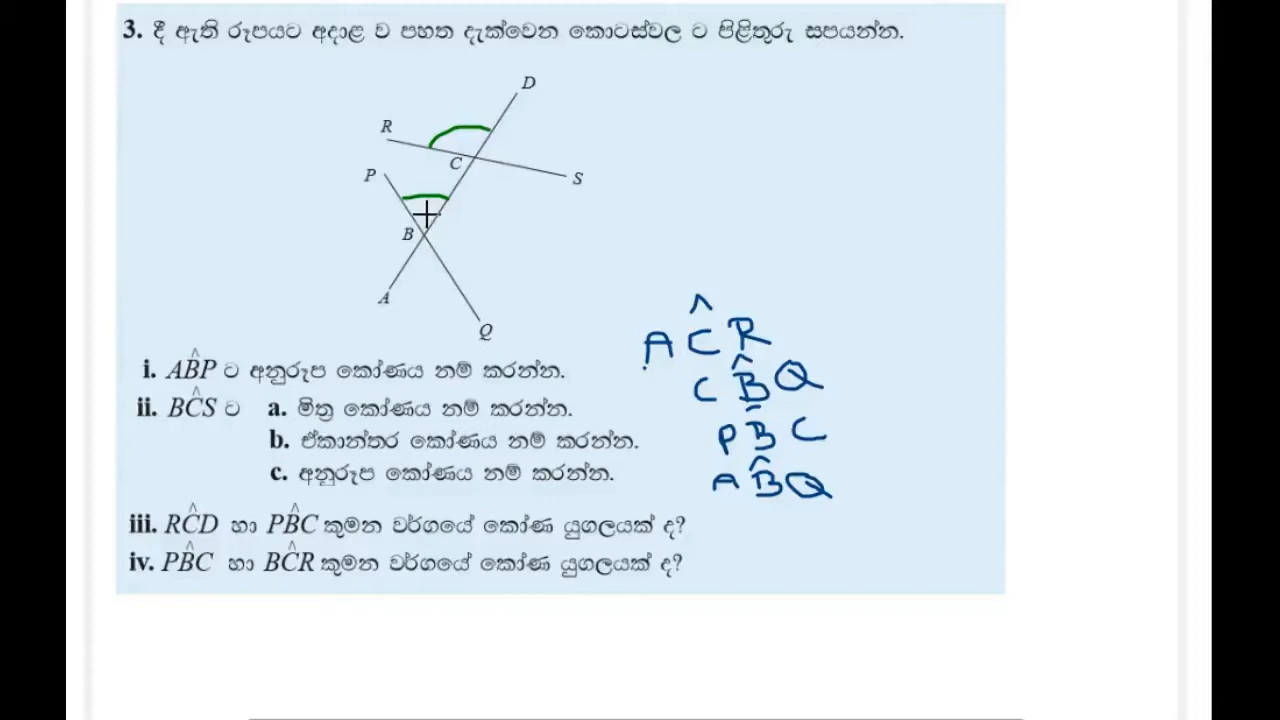 3. දී ඇති රූපයට අදාළ ව පහත දැක්වෙන කොටස්වල ට පිළිතුරු සපයන්න.
D
R
C
P
S
B
A
Q
i. AB̂P ට අනුරූප කෝණය නම් කරන්න.
AĈR
ii. BĈS ට a. මිත්‍ර කෝණය නම් කරන්න.
CB̂Q
b. ඒකාන්තර කෝණය නම් කරන්න.
PB̂C
c. අනුරූප කෝණය නම් කරන්න.
AB̂Q
iii. RĈD හා PB̂C කුමන වර්ගයේ කෝණ යුගලයක් ද?
iv. PB̂C හා BĈR කුමන වර්ගයේ කෝණ යුගලයක් ද?